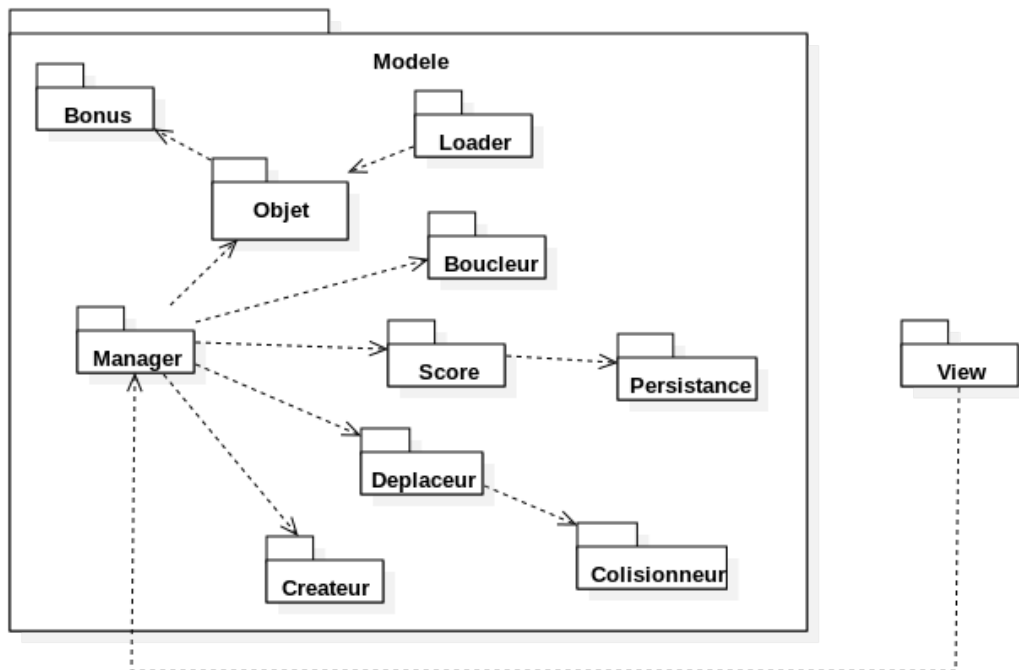 Modele
Bonus
Loader
Objet
Boucleur
Manager
Score
Persistance
View
Deplaceur
Createur
Colisionneur